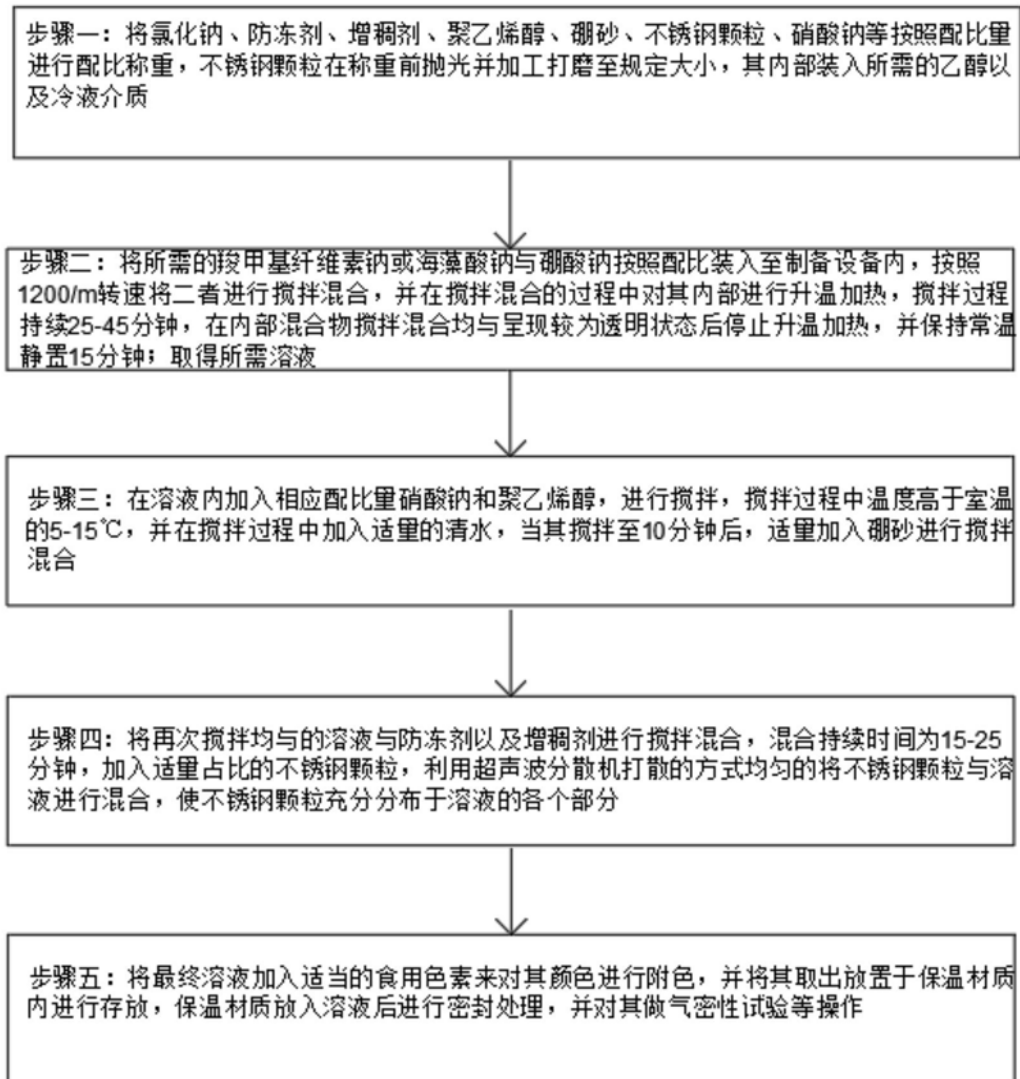 步骤一：将氯化钠、防冻剂、增稠剂、聚乙烯醇、硼砂、不锈钢颗粒、硝酸钠等按照配比量
进行配比称重，不锈钢颗粒在称重前抛光并加工打磨至规定大小，其内部装入所需的乙醇以
及冷液介质
步骤二：将所需的羧甲基纤维素钠或海藻酸钠与硼酸钠按照配比装入至制备设备内，按照
1200/m转速将二者进行搅拌混合，并在搅拌混合的过程中对其内部进行升温加热，搅拌过程
持续25-45分钟，在内部混合物搅拌混合均与呈现较为透明状态后停止升温加热，并保持常温
静置15分钟；取得所需溶液
步骤三：在溶液内加入相应配比量硝酸钠和聚乙烯醇，进行搅拌，搅拌过程中温度高于室温
的5-15℃，并在搅拌过程中加入适量的清水，当其搅拌至10分钟后，适量加入硼砂进行搅拌
混合
步骤四：将再次搅拌均与的溶液与防冻剂以及增稠剂进行搅拌混合，混合持续时间为15-25
分钟，加入适量占比的不锈钢颗粒，利用超声波分散机打散的方式均匀的将不锈钢颗粒与溶
液进行混合，使不锈钢颗粒充分分布于溶液的各个部分
步骤五：将最终溶液加入适当的食用色素来对其颜色进行附色，并将其取出放置于保温材质
内进行存放，保温材质放入溶液后进行密封处理，并对其做气密性试验等操作